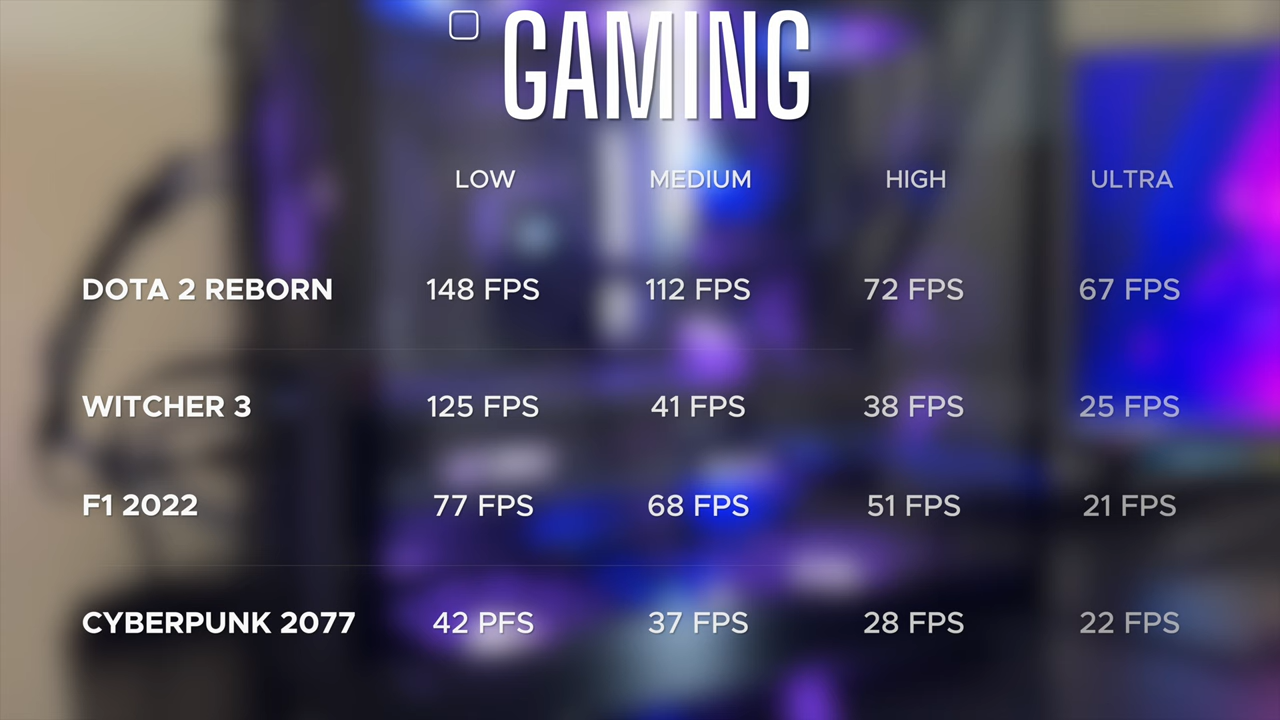 GAMING
LOW MEDIUM HIGH ULTRA
DOTA 2 REBORN 148 FPS 112 FPS 72 FPS 67 FPS
WITCHER 3 125 FPS 41 FPS 38 FPS 25 FPS
F1 2022 77 FPS 68 FPS 51 FPS 21 FPS
CYBERPUNK 2077 42 PFS 37 FPS 28 FPS 22 FPS